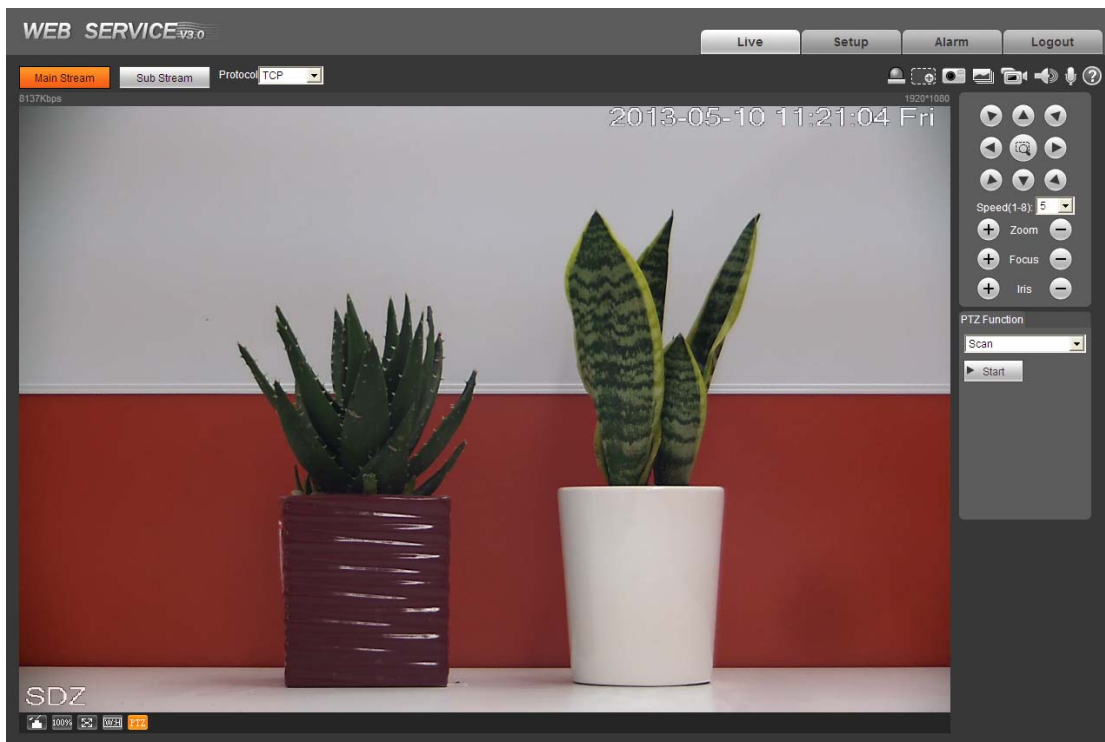 WEB SERVICE V3.0
Live
Setup
Alarm
Logout
Main Stream
Sub Stream
Protocol TCP
8137Kbps
1920*1080
2013-05-10 11:21:04 Fri
Speed(1-8): 5
Zoom
Focus
Iris
PTZ Function
Scan
Start
SDZ
100%
W:H
PTZ